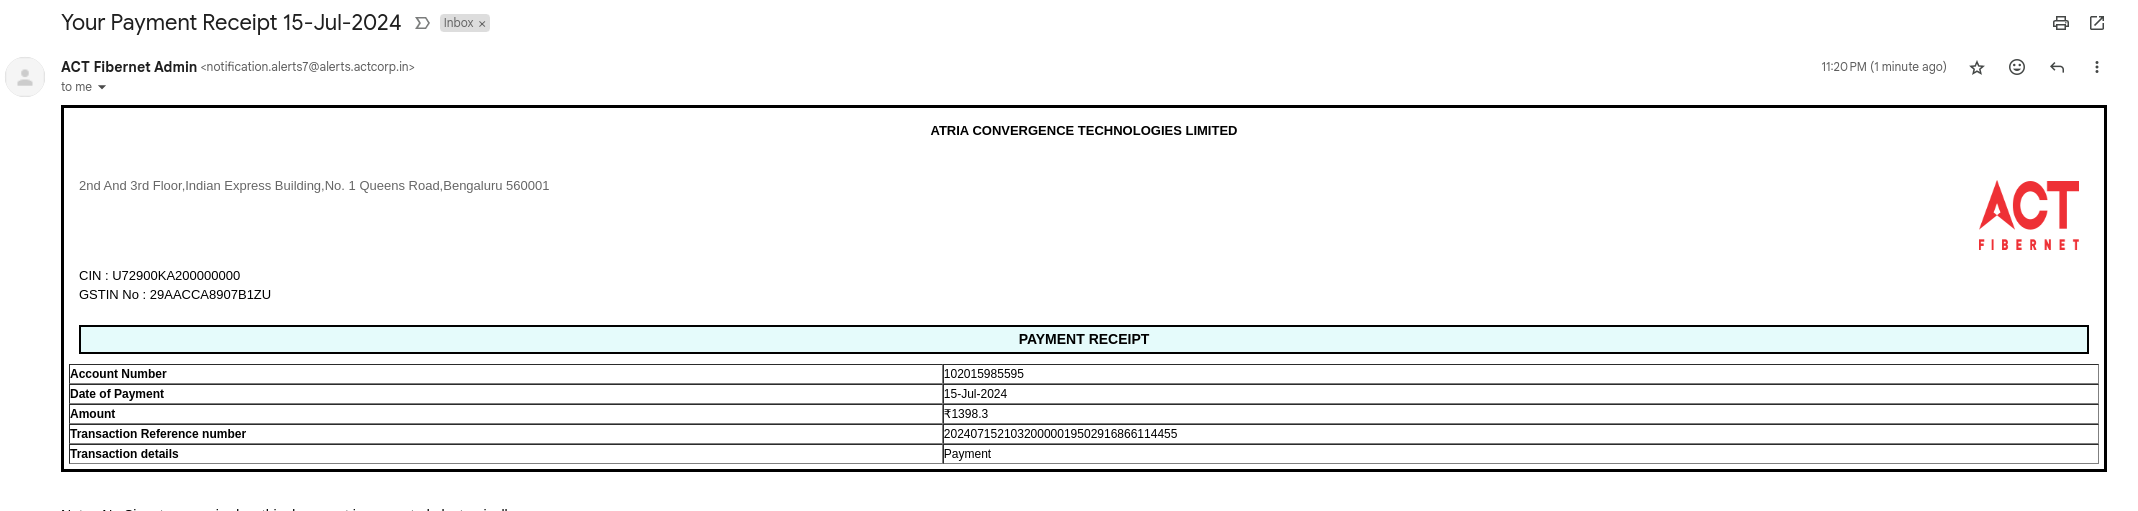 Your Payment Receipt 15-Jul-2024 Inbox ×
ACT Fibernet Admin <notification.alerts7@alerts.actcorp.in> 11:20 PM (1 minute ago)
to me
ATRIA CONVERGENCE TECHNOLOGIES LIMITED
2nd And 3rd Floor,Indian Express Building,No. 1 Queens Road,Bengaluru 560001
ACT
FIBERNET
CIN : U72900KA200000000
GSTIN No : 29AACCA8907B1ZU
PAYMENT RECEIPT
Account Number 102015985595
Date of Payment 15-Jul-2024
Amount ₹1398.3
Transaction Reference number 20240715210320000019502916866114455
Transaction details Payment